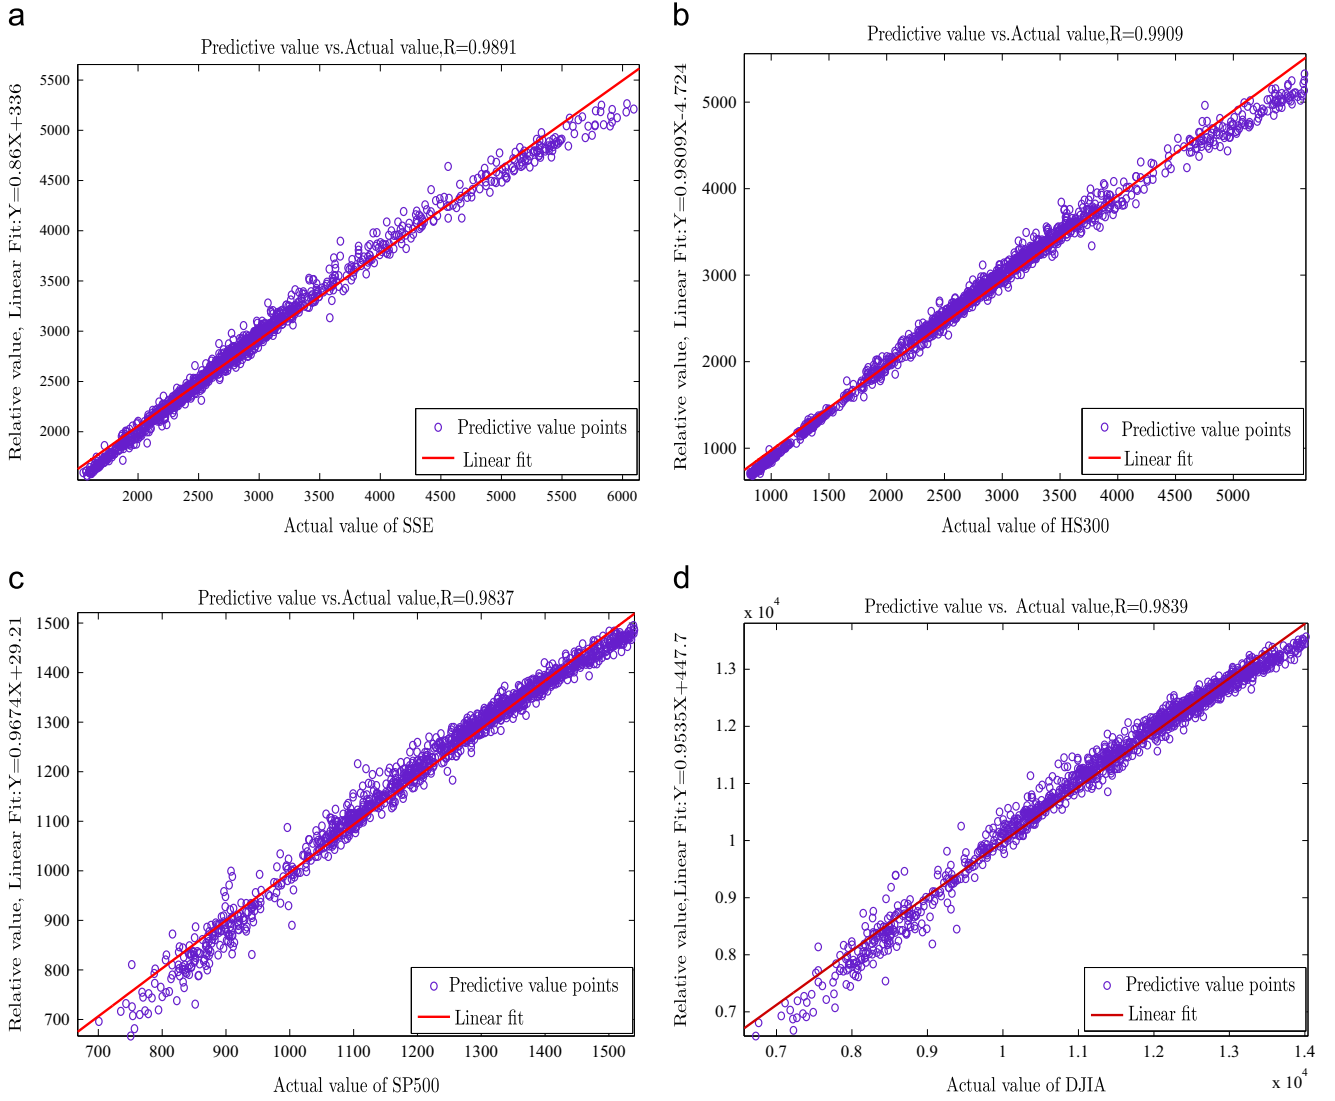 a
Predictive value vs.Actual value,R=0.9891
Relative value, Linear Fit:Y=0.86X+336
5500
5000
4500
4000
3500
3000
2500
2000
Predictive value points
Linear fit
2000 2500 3000 3500 4000 4500 5000 5500 6000
Actual value of SSE
b
Predictive value vs.Actual value,R=0.9909
Relative value, Linear Fit:Y=0.9809X-4.724
5000
4000
3000
2000
1000
Predictive value points
Linear fit
1000 1500 2000 2500 3000 3500 4000 4500 5000
Actual value of HS300
c
Predictive value vs.Actual value,R=0.9837
Relative value, Linear Fit:Y=0.9674X+29.21
1500
1400
1300
1200
1100
1000
900
800
700
Predictive value points
Linear fit
700 800 900 1000 1100 1200 1300 1400 1500
Actual value of SP500
d
x 10^4
Predictive value vs. Actual value,R=0.9839
Relative value,Linear Fit:Y=0.9535X+447.7
1.3
1.2
1.1
1
0.9
0.8
0.7
Predictive value points
Linear fit
0.7 0.8 0.9 1 1.1 1.2 1.3 1.4
x 10^4
Actual value of DJIA